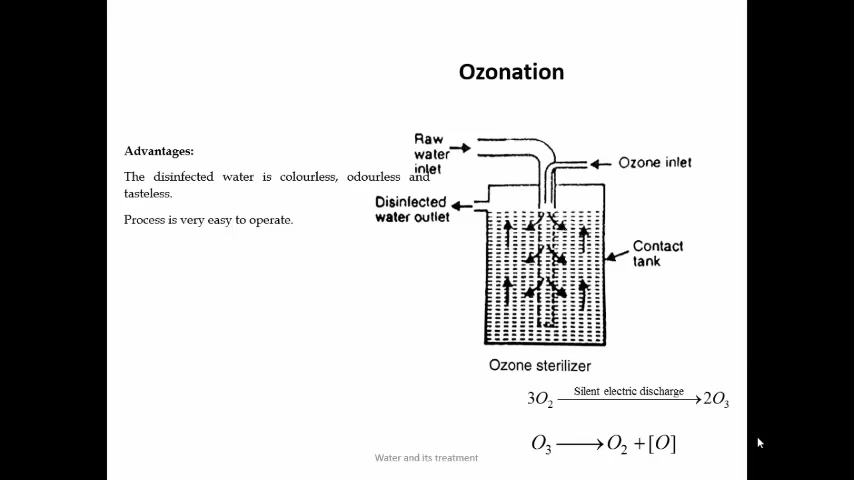 Ozonation
Advantages:
The disinfected water is colourless, odourless and
tasteless.
Process is very easy to operate.
Raw
water
inlet
Ozone inlet
Disinfected
water outlet
Contact
tank
Ozone sterilizer
3O₂ Silent electric discharge → 2O₃
O₃ → O₂ + [O]
Water and its treatment